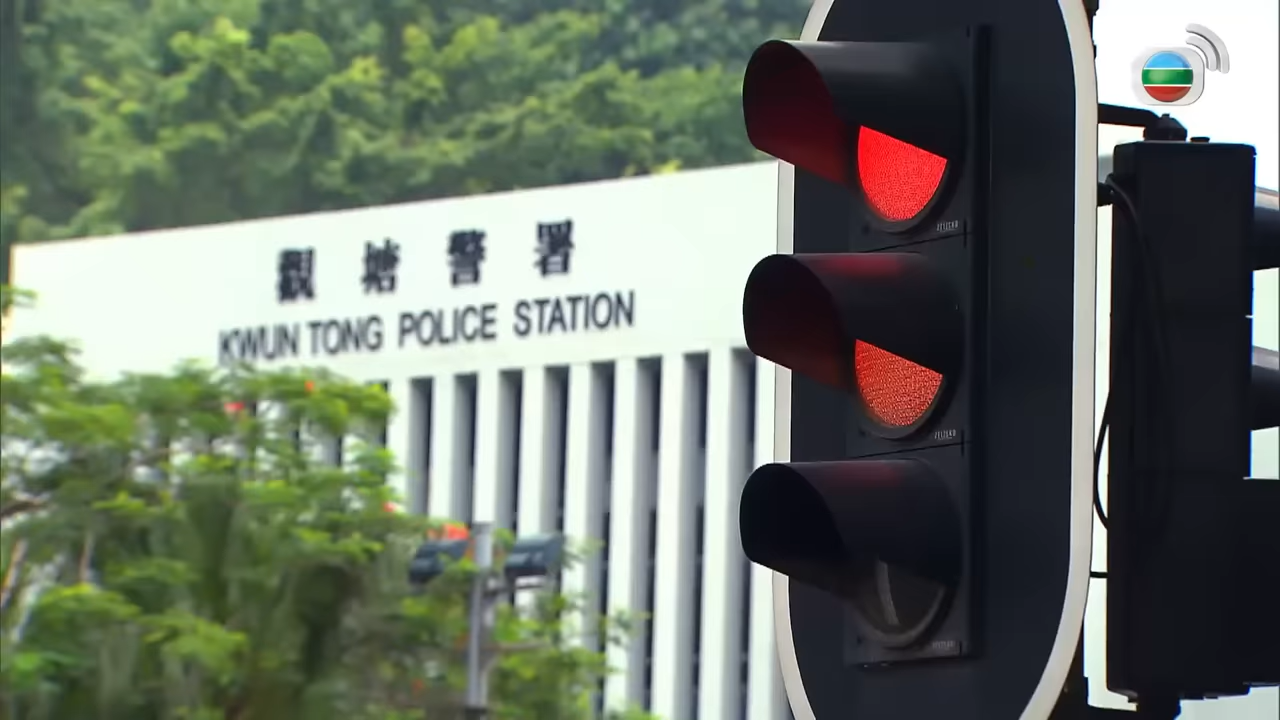 觀塘警署
KWUN TONG POLICE STATION